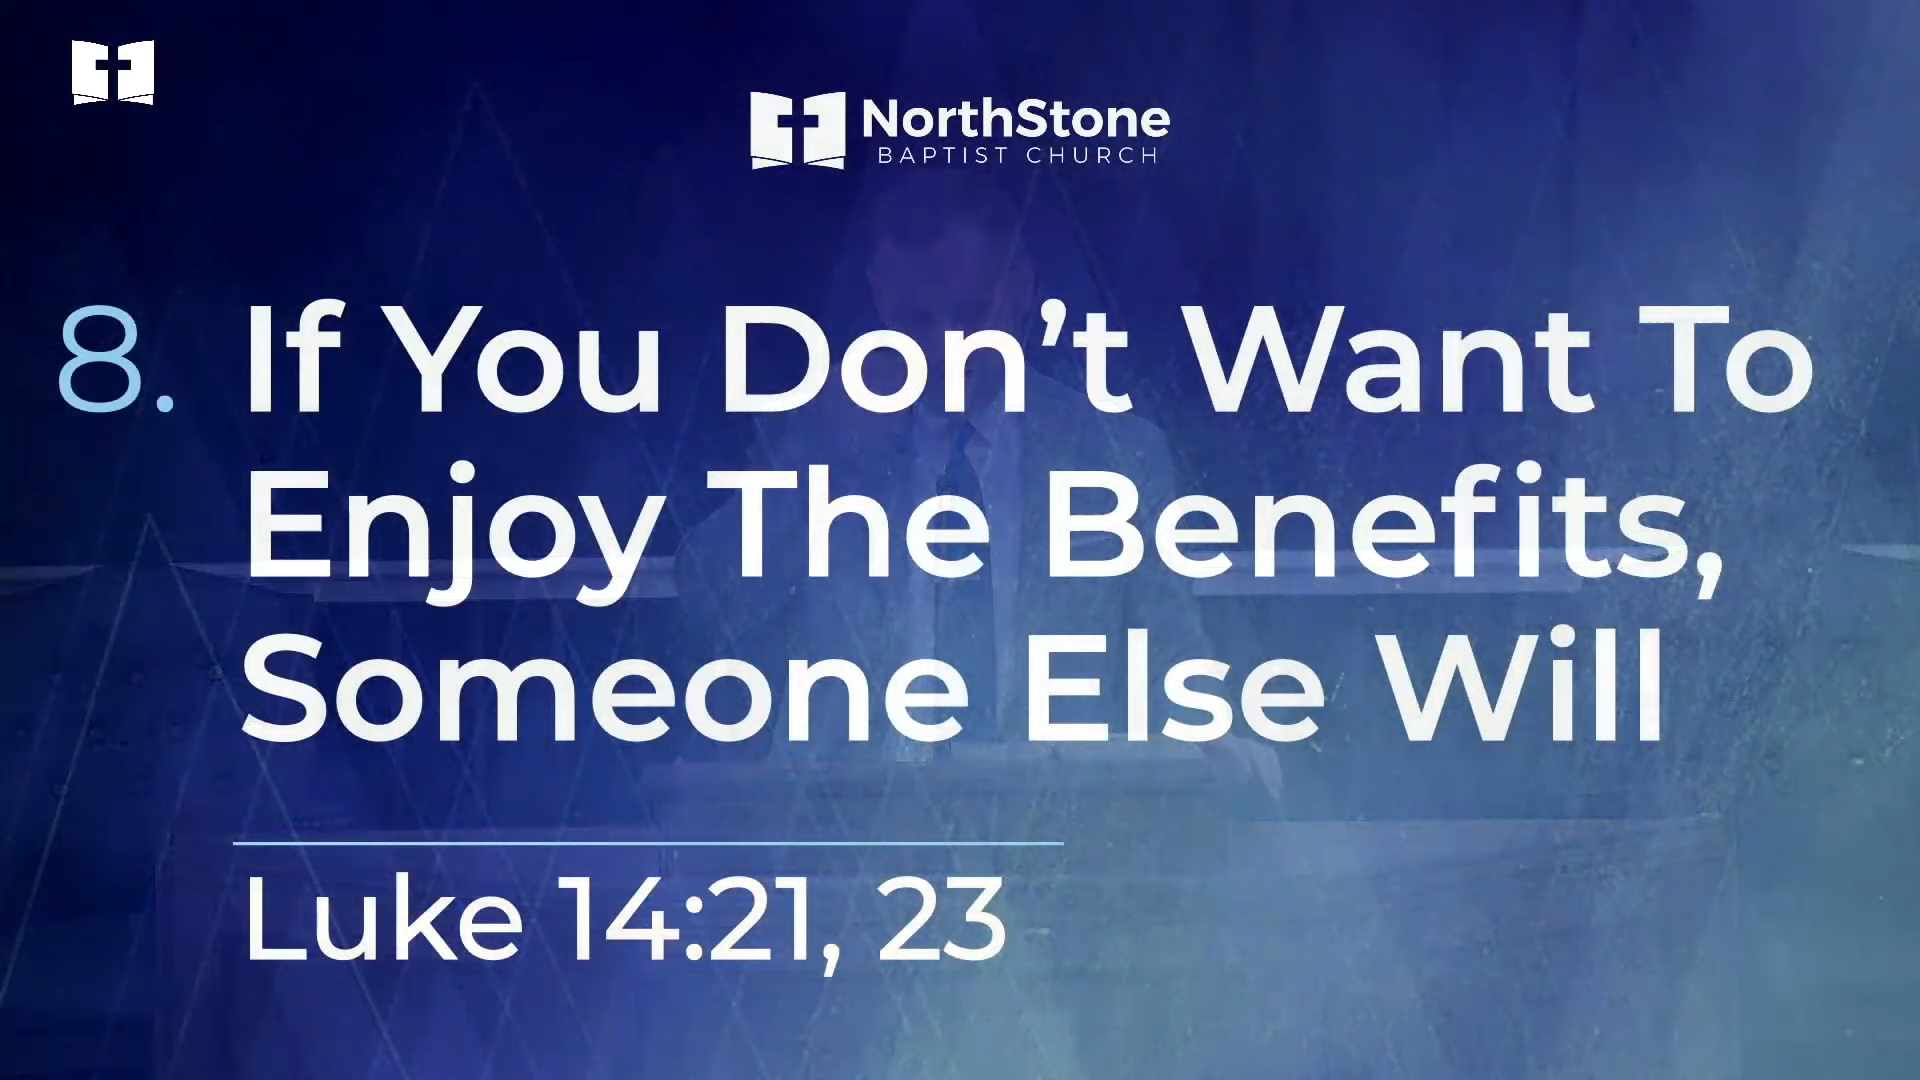 NorthStone
BAPTIST CHURCH
8. If You Don’t Want To
Enjoy The Benefits,
Someone Else Will
Luke 14:21, 23